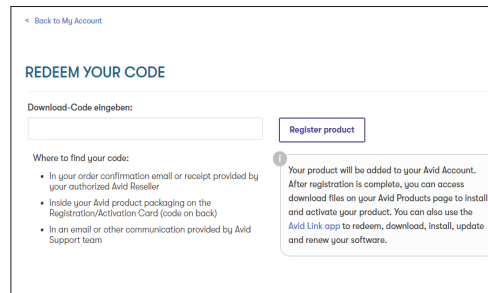 < Back to My Account
REDEEM YOUR CODE
Download-Code eingeben:
Register product
Where to find your code:
• In your order confirmation email or receipt provided by
your authorized Avid Reseller
• Inside your Avid product packaging on the
Registration/Activation Card (code on back)
• In an email or other communication provided by Avid
Support team
i
Your product will be added to your Avid Account.
After registration is complete, you can access
download files on your Avid Products page to install
and activate your product. You can also use the
Avid Link app to redeem, download, install, update
and renew your software.